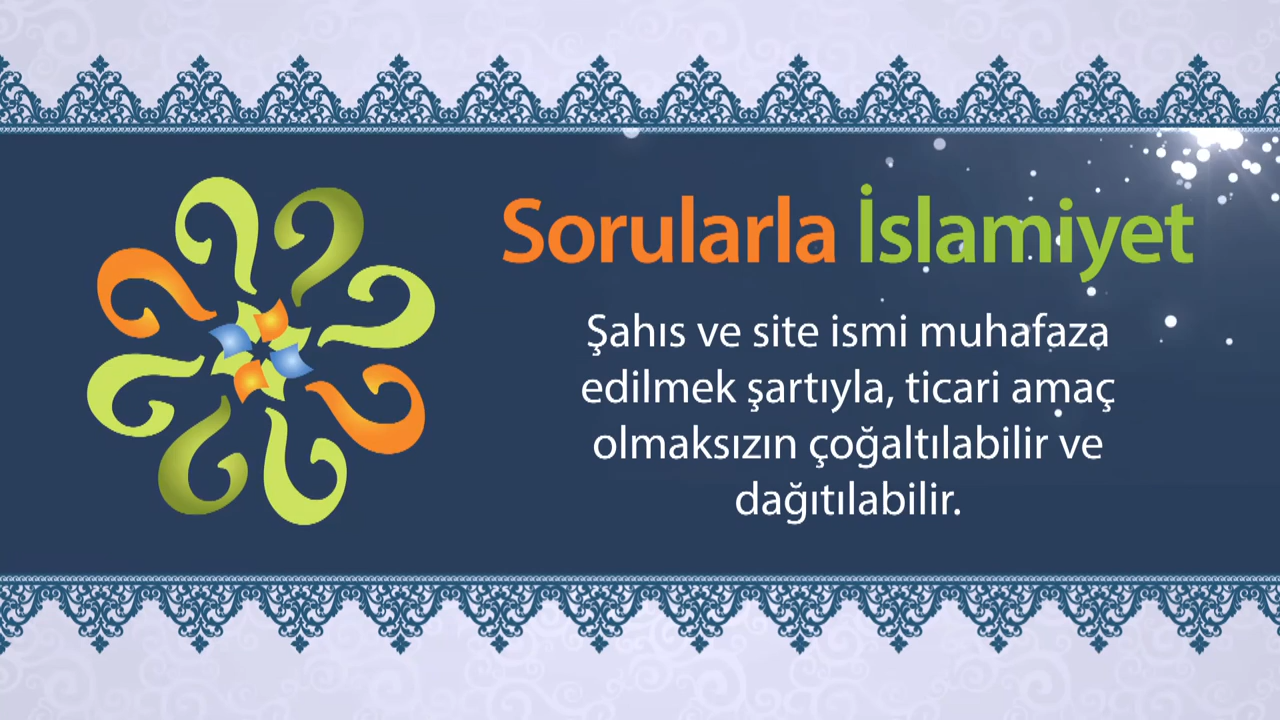 Sorularla İslamiyet
Şahıs ve site ismi muhafaza
edilmek şartıyla, ticari amaç
olmaksızın çoğaltılabilir ve
dağıtılabilir.